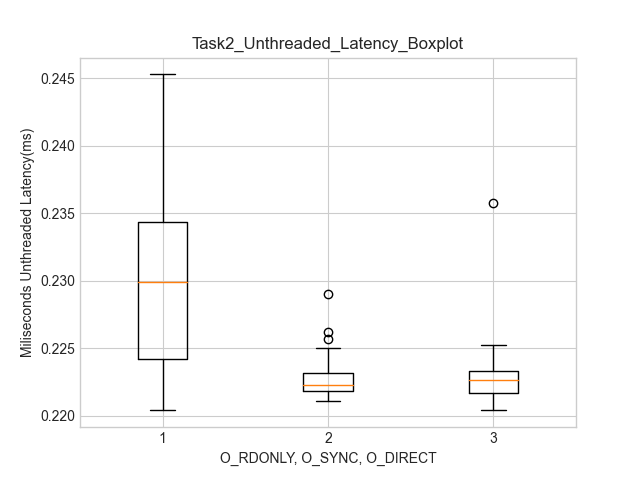 Task2_Unthreaded_Latency_Boxplot
Miliseconds Unthreaded Latency(ms)
0.245
0.240
0.235
0.230
0.225
0.220
1 2 3
O_RDONLY, O_SYNC, O_DIRECT